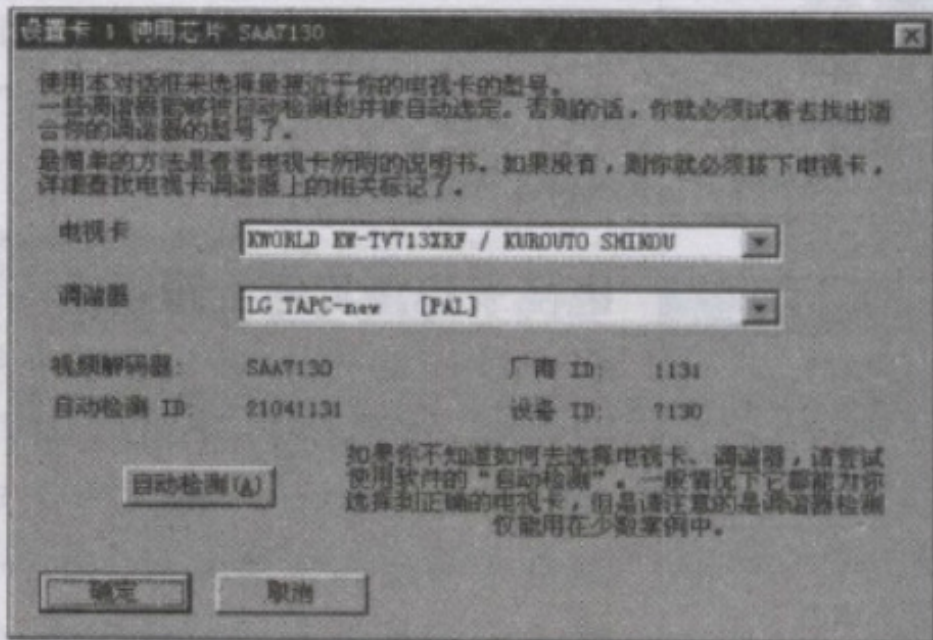 设置卡 1 使用芯片 SAA7130
使用本对话框来选择最接近于你的电视卡的型号。
一些调谐器能够被自动检测到并被自动选定。否则的话，你就必须试着去找出适
合你的调谐器的型号了。
最简单的方法是看看电视卡所附的说明书。如果没有，则你就必须拔下电视卡，
详细查找电视卡调谐器上的相关标记了。
电视卡 KWORLD KW-TV713XRF / KUROUTO SHIKOU
调谐器 LG TAPC-new [PAL]
视频解码器: SAA7130 厂商 ID: 1131
自动检测 ID: 21041131 设备 ID: 7130
如果你不知道如何去选择电视卡、调谐器，请尝试
使用软件的“自动检测”。一般情况下它都能为你
自动检测(A) 选择到正确的电视卡，但是请注意的是调谐器检测
仅能用在少数案例中。
确定 取消